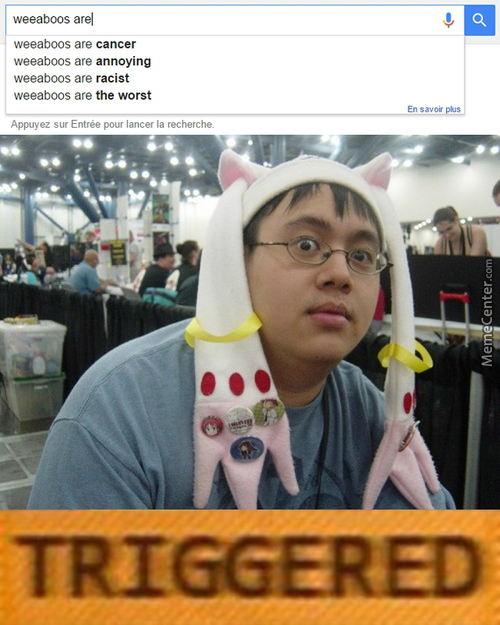 weeaboos are
weeaboos are cancer
weeaboos are annoying
weeaboos are racist
weeaboos are the worst
En savoir plus
Appuyez sur Entrée pour lancer la recherche.
MemeCenter.com
TRIGGERED